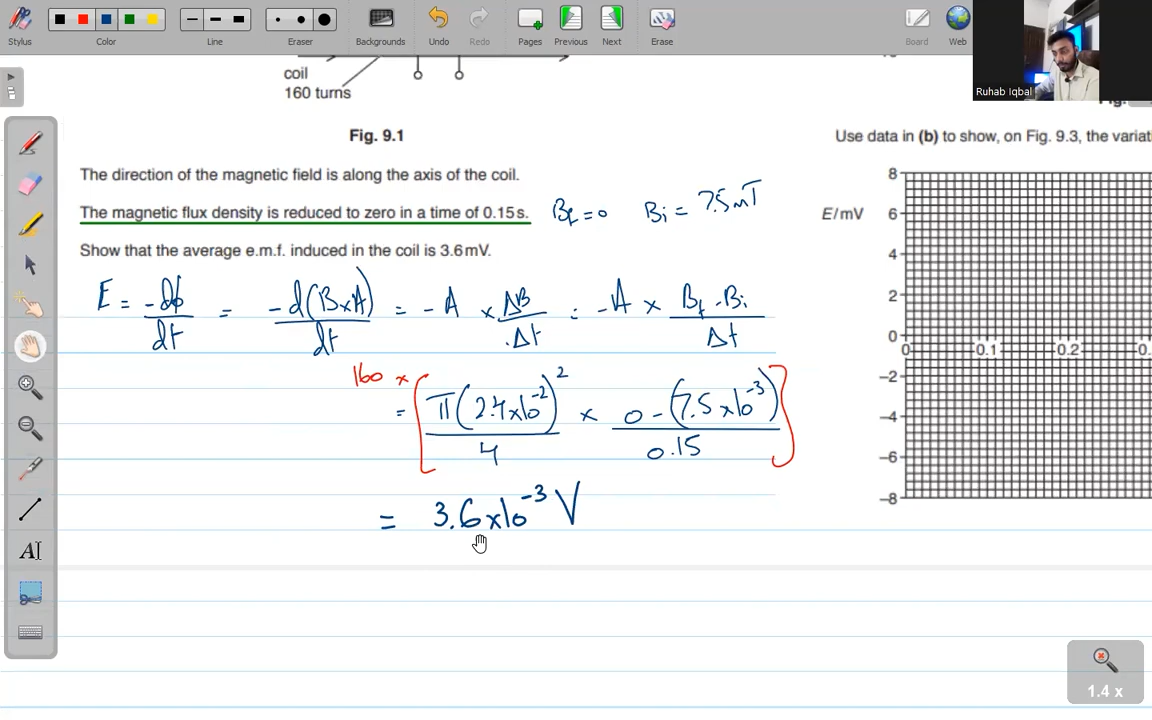 Stylus Color Line Eraser Backgrounds Undo Redo Pages Previous Next Erase Board Web
Ruhab Iqbal
coil
160 turns
Fig. 9.1
The direction of the magnetic field is along the axis of the coil.
The magnetic flux density is reduced to zero in a time of 0.15 s. Bf = 0 Bi = 7.5mT
Show that the average e.m.f. induced in the coil is 3.6 mV.
E = -dϕ/dt = -d(B×A)/dt = -A × ΔB/.Δt = -A × Bf - Bi/Δt
160 × [
= π(2.4×10^-2)^2/4 × 0 - (7.5×10^-3)/0.15 ]
= 3.6×10^-3 V
Use data in (b) to show, on Fig. 9.3, the variati
E/mV
8
6
4
2
0
0 0.1 0.2 0.
−2
−4
−6
−8
A
1.4 x